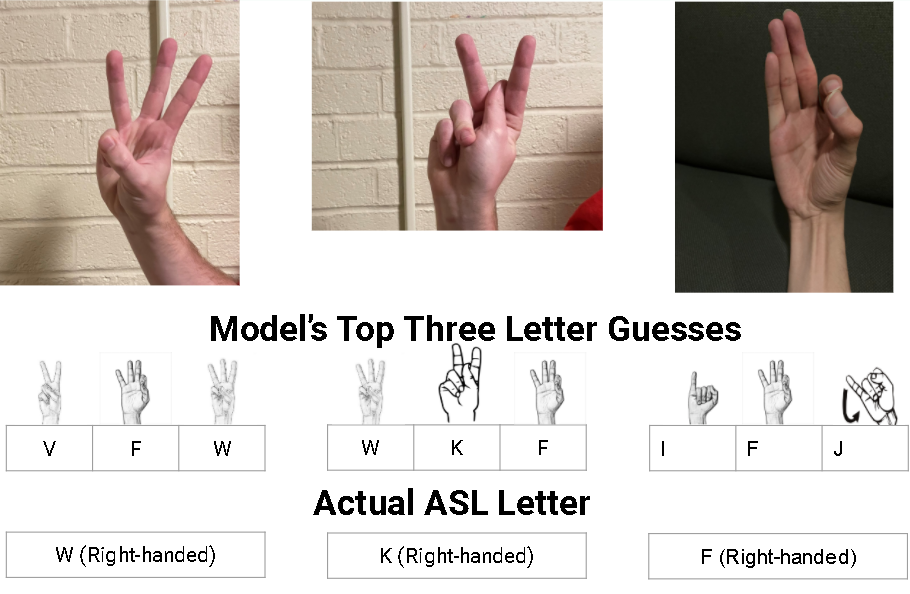 Model's Top Three Letter Guesses
V F W W K F I F J
Actual ASL Letter
W (Right-handed) K (Right-handed) F (Right-handed)